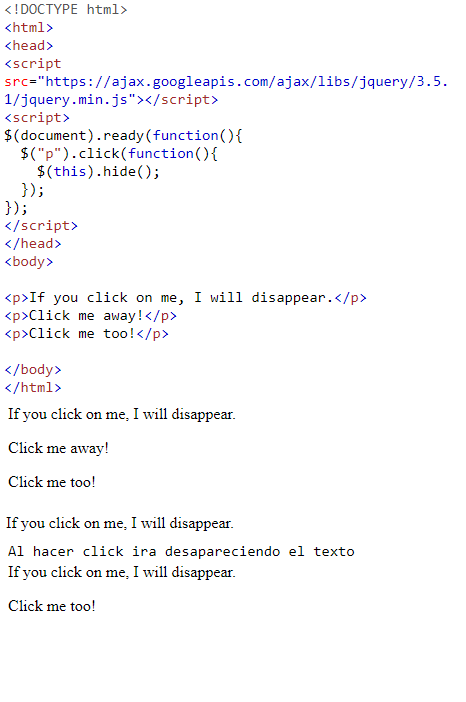 <!DOCTYPE html>
<html>
<head>
<script
src="https://ajax.googleapis.com/ajax/libs/jquery/3.5.
1/jquery.min.js"></script>
<script>
$(document).ready(function(){
  $("p").click(function(){
    $(this).hide();
  });
});
</script>
</head>
<body>

<p>If you click on me, I will disappear.</p>
<p>Click me away!</p>
<p>Click me too!</p>

</body>
</html>
If you click on me, I will disappear.
Click me away!
Click me too!
If you click on me, I will disappear.
Al hacer click ira desapareciendo el texto
If you click on me, I will disappear.
Click me too!